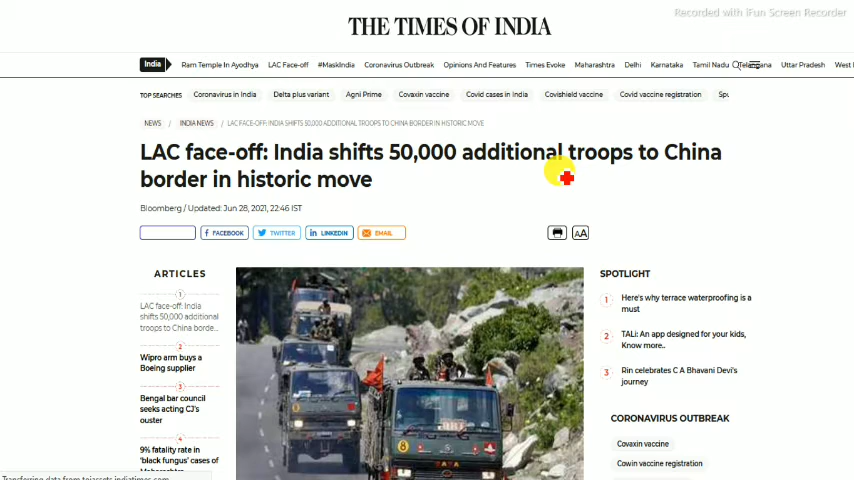 Recorded with iFun Screen Recorder
THE TIMES OF INDIA
India Ram Temple In Ayodhya LAC Face-off #MaskIndia Coronavirus Outbreak Opinions And Features Times Evoke Maharashtra Delhi Karnataka Tamil Nadu Telangana Uttar Pradesh West
TOP SEARCHES Coronavirus in India Delta plus variant Agni Prime Covaxin vaccine Covid cases in India Covishield vaccine Covid vaccine registration
NEWS / INDIA NEWS / LAC FACE-OFF: INDIA SHIFTS 50,000 ADDITIONAL TROOPS TO CHINA BORDER IN HISTORIC MOVE
LAC face-off: India shifts 50,000 additional troops to China
border in historic move
Bloomberg / Updated: Jun 28, 2021, 22:46 IST
f FACEBOOK TWITTER in LINKEDIN EMAIL AA
ARTICLES
1
LAC face-off: India
shifts 50,000 additional
troops to China borde...
2
Wipro arm buys a
Boeing supplier
3
Bengal bar council
seeks acting CJ's
ouster
4
9% fatality rate in
'black fungus' cases of
Maharashtra
8
TATA
SPOTLIGHT
1 Here's why terrace waterproofing is a
must
2 TALi: An app designed for your kids,
Know more..
3 Rin celebrates C A Bhavani Devi's
journey
CORONAVIRUS OUTBREAK
Covaxin vaccine
Cowin vaccine registration
Transferring data from toiassets.indiatimes.com